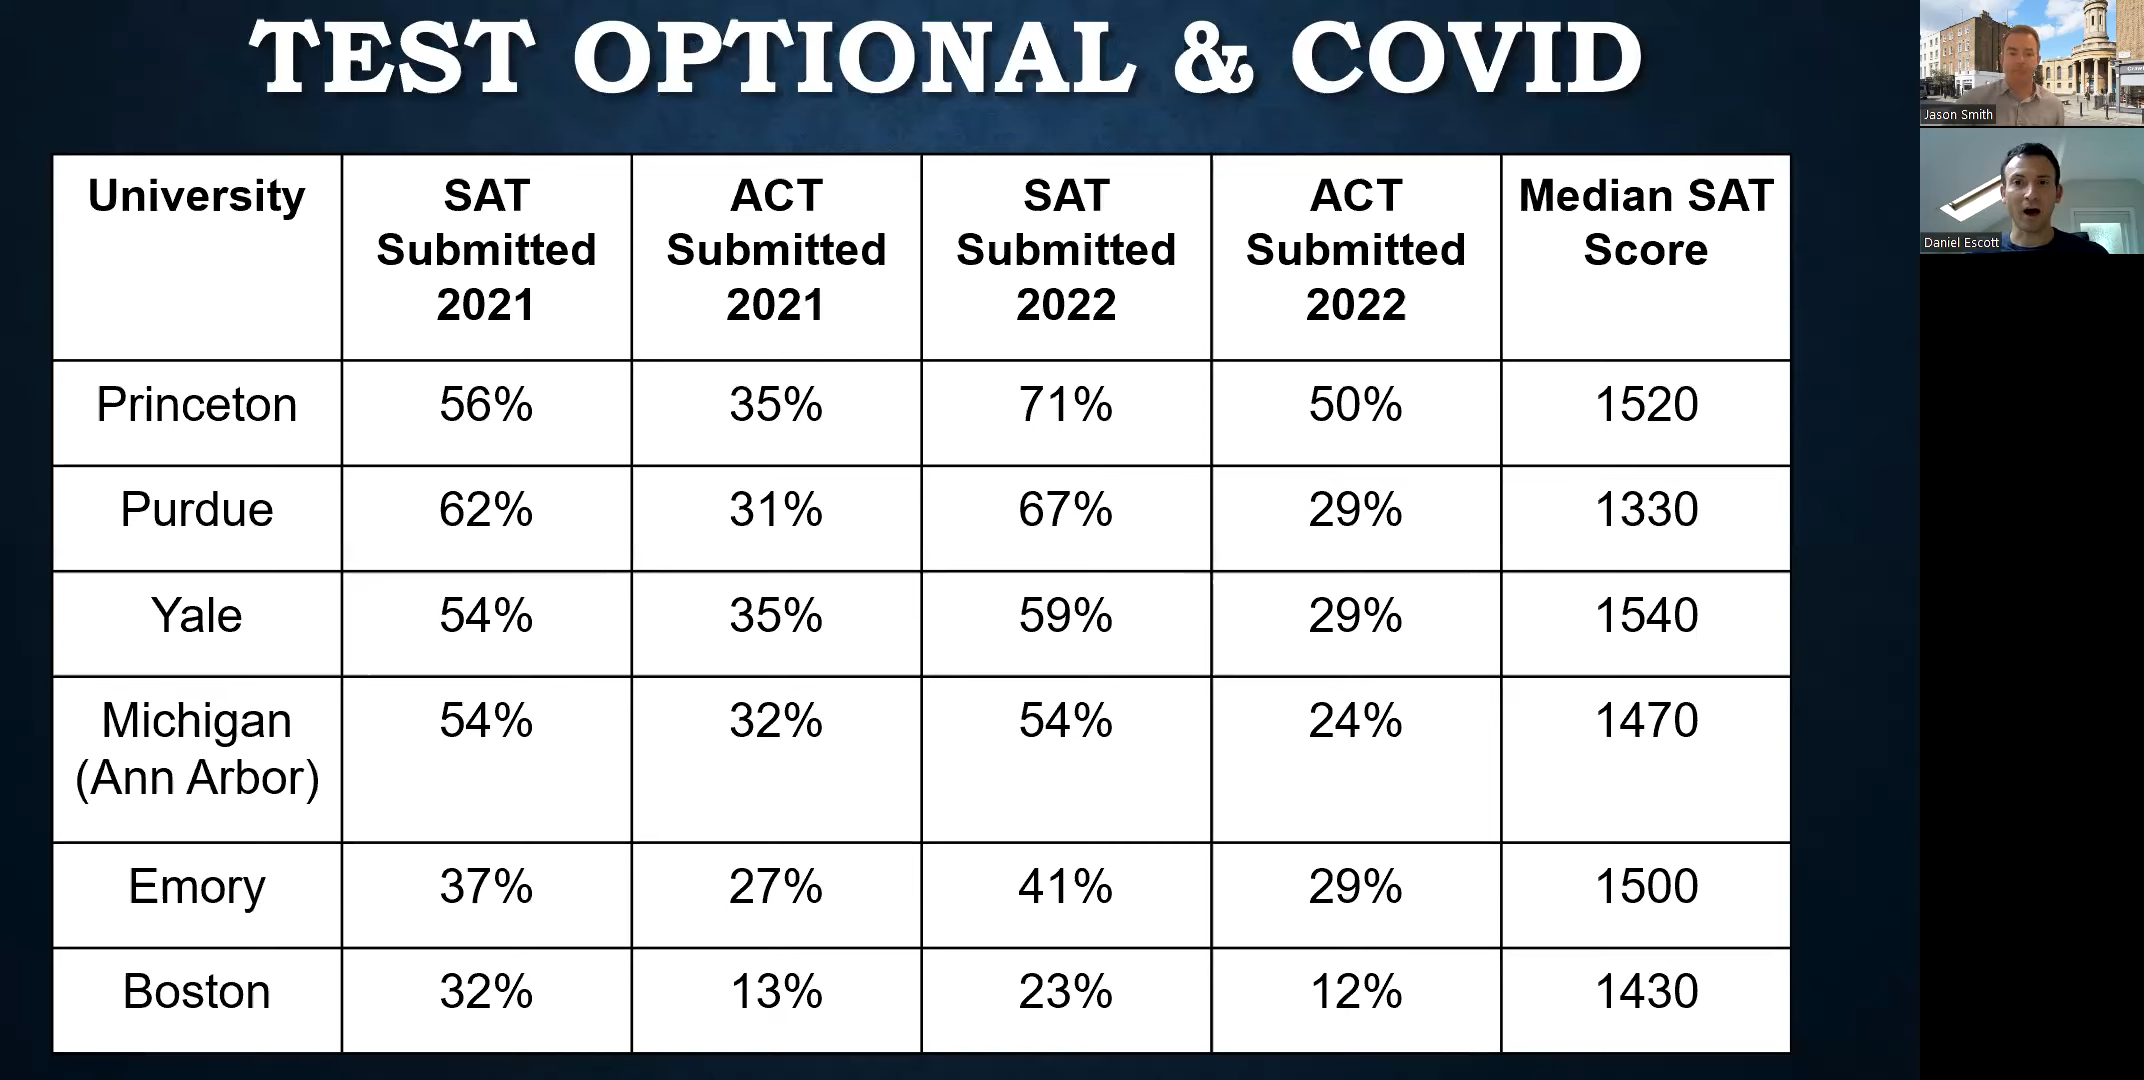 TEST OPTIONAL & COVID
University
SAT Submitted 2021
ACT Submitted 2021
SAT Submitted 2022
ACT Submitted 2022
Median SAT Score
Princeton 56% 35% 71% 50% 1520
Purdue 62% 31% 67% 29% 1330
Yale 54% 35% 59% 29% 1540
Michigan (Ann Arbor) 54% 32% 54% 24% 1470
Emory 37% 27% 41% 29% 1500
Boston 32% 13% 23% 12% 1430
Jason Smith
Daniel Escott